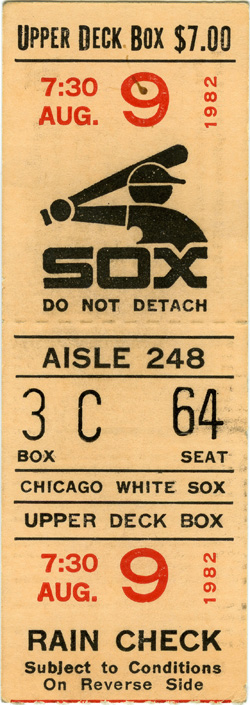 UPPER DECK BOX $7.00
7:30 AUG. 9 1982
SOX
DO NOT DETACH
AISLE 248
3 C 64
BOX SEAT
CHICAGO WHITE SOX
UPPER DECK BOX
7:30 AUG. 9 1982
RAIN CHECK
Subject to Conditions
On Reverse Side